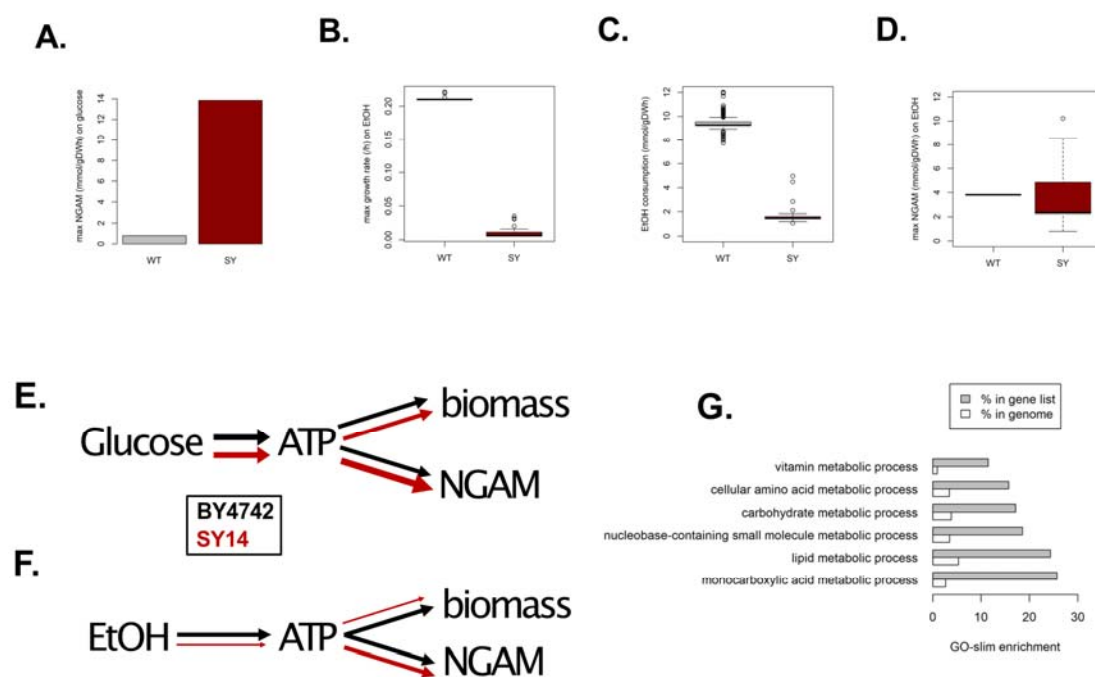 A.
max NGAM (mmol/gDWh) on glucose
14
12
10
8
6
4
2
0
WT
SY
B.
max growth rate (/h) on EtOH
0.20
0.15
0.10
0.05
0.00
WT
SY
C.
EtOH consumption (mmol/gDWh)
12
10
8
6
4
2
0
WT
SY
D.
max NGAM (mmol/gDWh) on EtOH
12
10
8
6
4
2
0
WT
SY
E.
Glucose
ATP
biomass
NGAM
BY4742
SY14
F.
EtOH
ATP
biomass
NGAM
G.
% in gene list
% in genome
vitamin metabolic process
cellular amino acid metabolic process
carbohydrate metabolic process
nucleobase-containing small molecule metabolic process
lipid metabolic process
monocarboxylic acid metabolic process
0 10 20 30
GO-slim enrichment